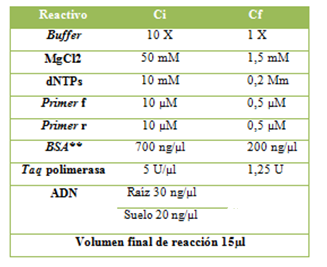 Reactivo Ci Cf
Buffer 10 X 1 X
MgCl2 50 mM 1,5 mM
dNTPs 10 mM 0,2 Mm
Primer f 10 µM 0,5 µM
Primer r 10 µM 0,5 µM
BSA** 700 ng/µl 200 ng/µl
Taq polimerasa 5 U/µl 1,25 U
ADN Raiz 30 ng/µl
Suelo 20 ng/µl
Volumen final de reacción 15µl